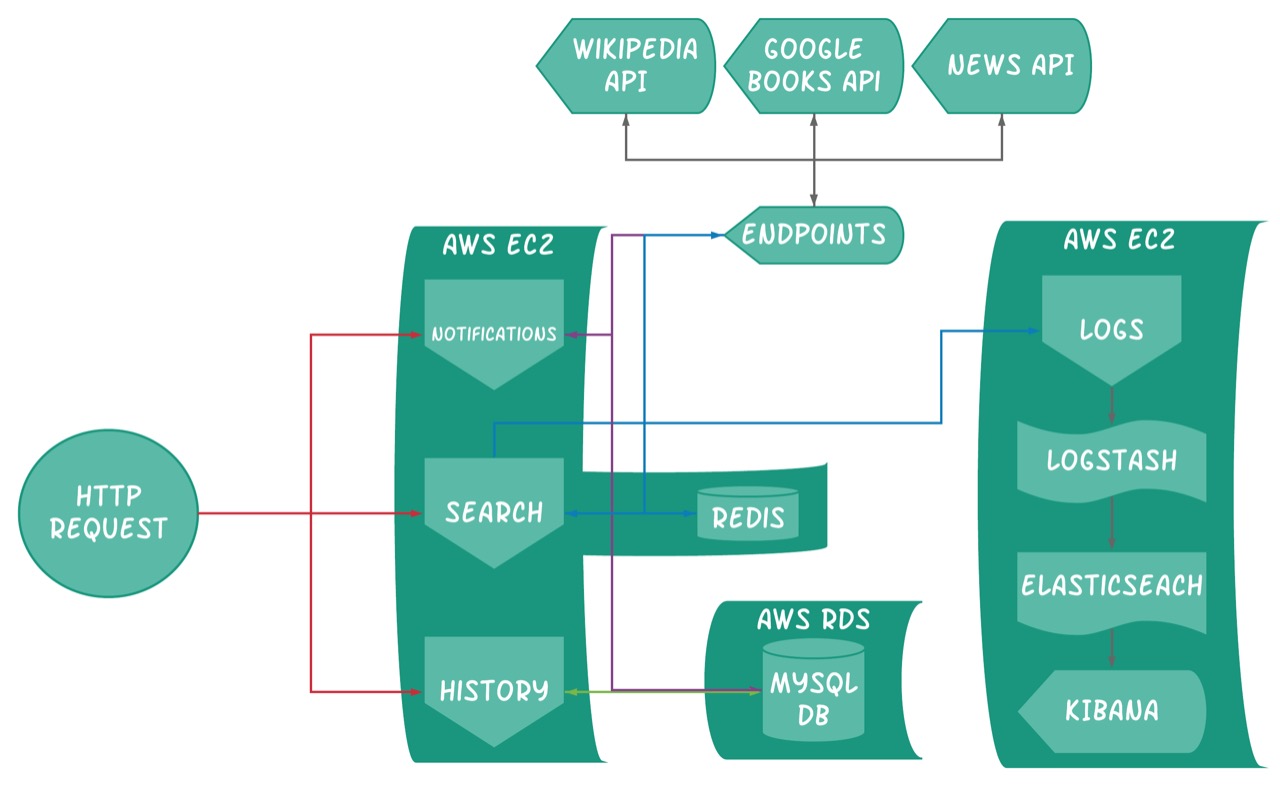 WIKIPEDIA
API
GOOGLE
BOOKS API
NEWS API
ENDPOINTS
AWS EC2
NOTIFICATIONS
SEARCH
HISTORY
HTTP
REQUEST
REDIS
AWS RDS
MYSQL
DB
AWS EC2
LOGS
LOGSTASH
ELASTICSEACH
KIBANA